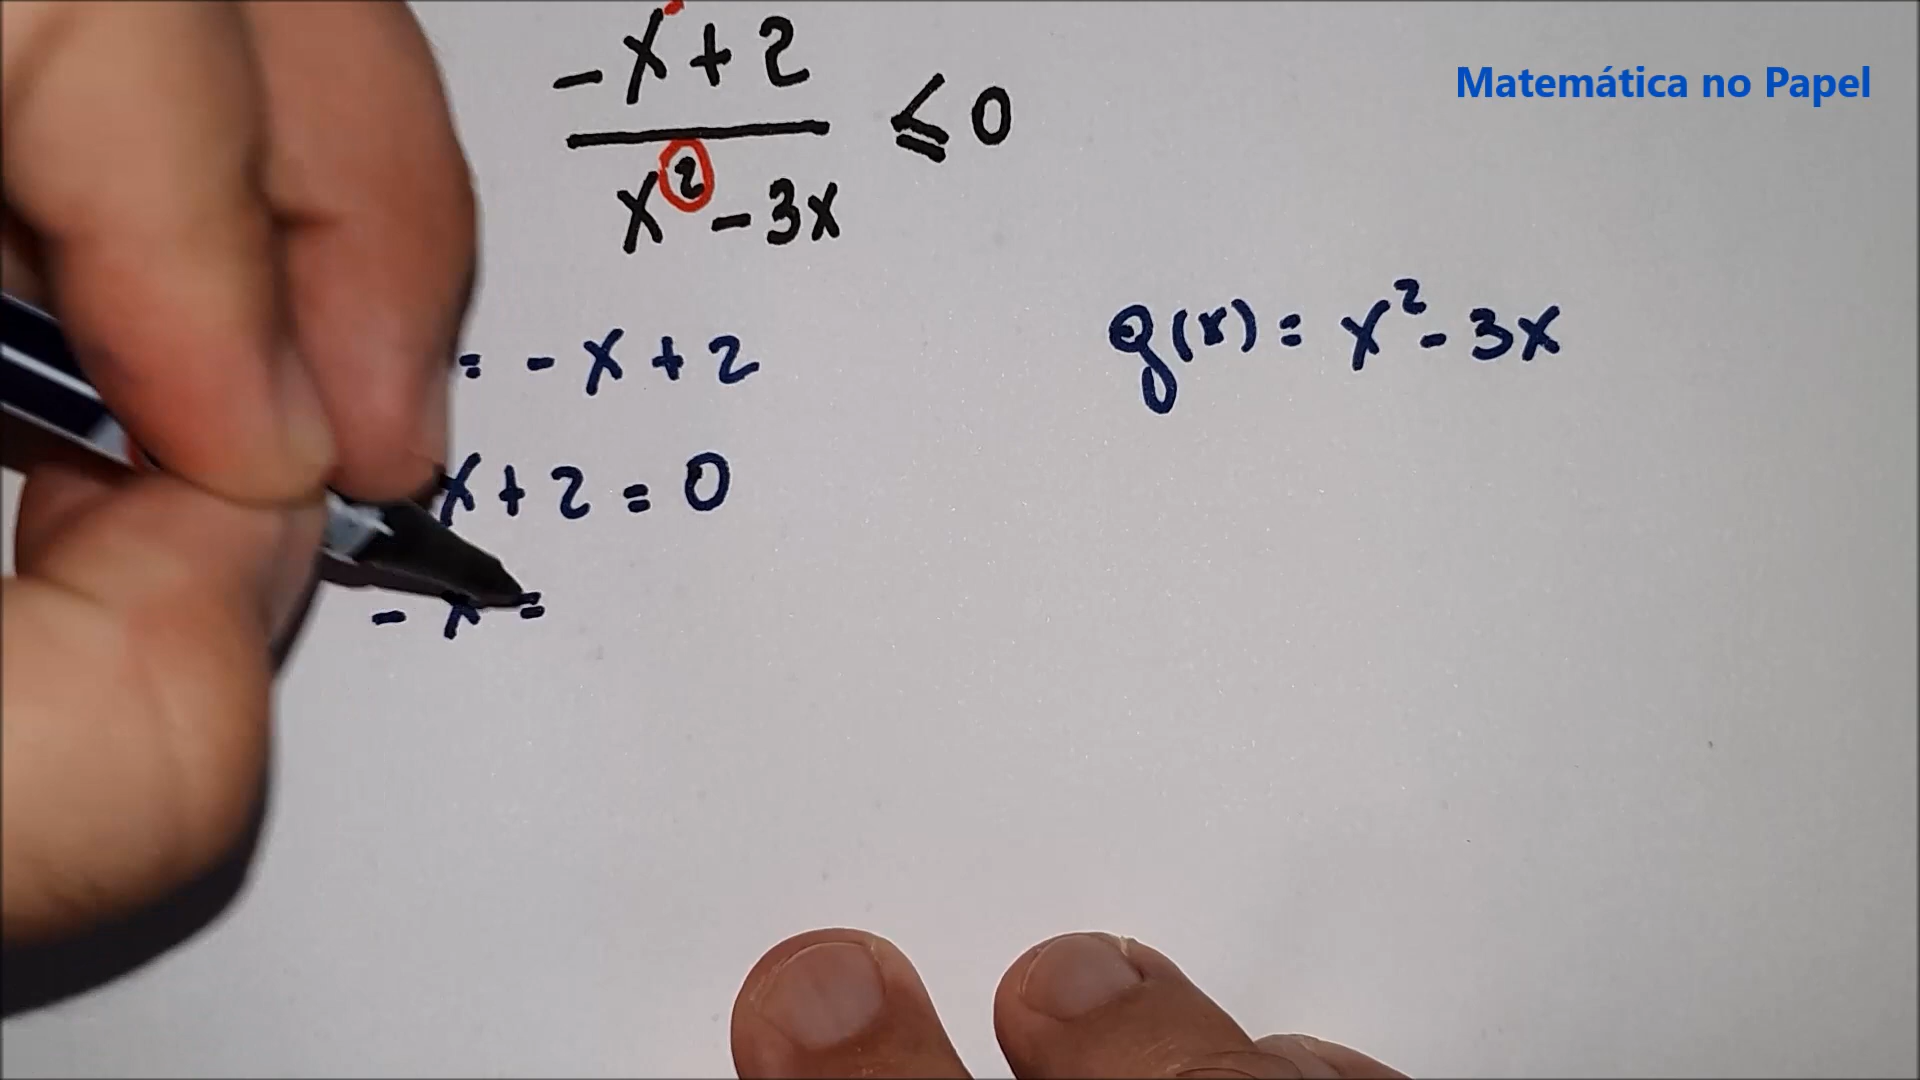 Matemática no Papel
-x+2
≤ 0
x²-3x
= -x+2
g(x) = x²-3x
x+2=0
-x=